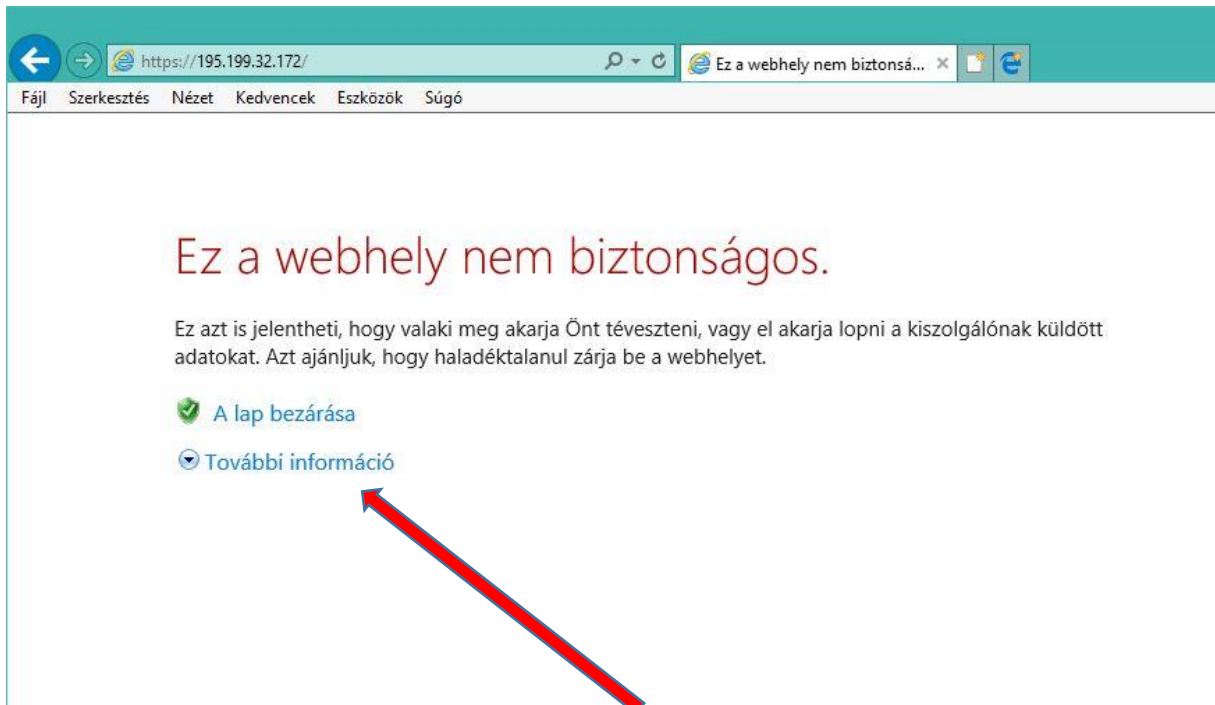 https://195.199.32.172/
Ez a webhely nem biztonsá...
Fájl Szerkesztés Nézet Kedvencek Eszközök Súgó
Ez a webhely nem biztonságos.
Ez azt is jelentheti, hogy valaki meg akarja Önt téveszteni, vagy el akarja lopni a kiszolgálónak küldött
adatokat. Azt ajánljuk, hogy haladéktalanul zárja be a webhelyet.
A lap bezárása
További információ